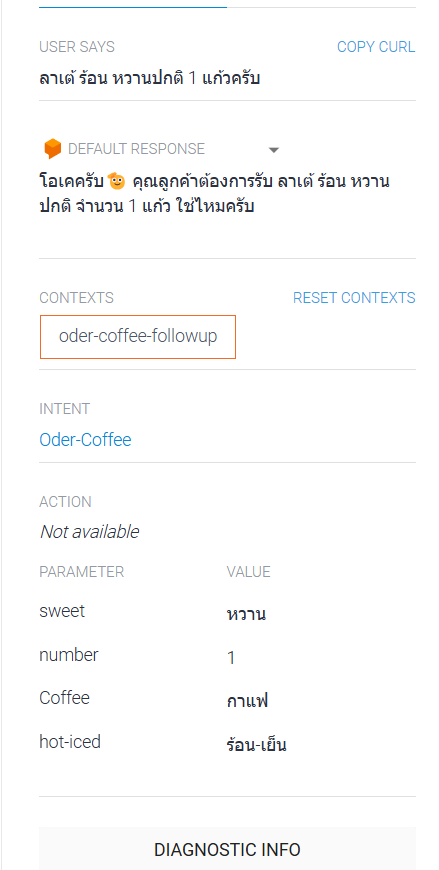 USER SAYS COPY CURL
ลาเต้ ร้อน หวานปกติ 1 แก้วครับ
DEFAULT RESPONSE
โอเคครับ คุณลูกค้าต้องการรับ ลาเต้ ร้อน หวาน
ปกติ จำนวน 1 แก้ว ใช่ไหมครับ
CONTEXTS RESET CONTEXTS
oder-coffee-followup
INTENT
Oder-Coffee
ACTION
Not available
PARAMETER VALUE
sweet หวาน
number 1
Coffee กาแฟ
hot-iced ร้อน-เย็น
DIAGNOSTIC INFO